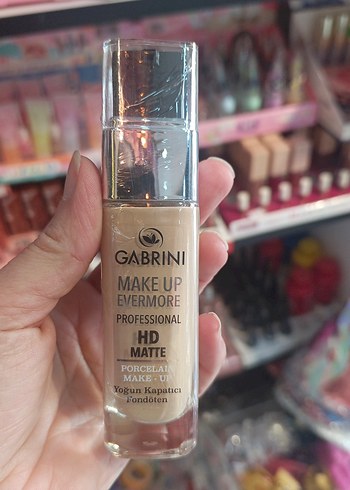 GABRINI
MAKE UP
EVERMORE
PROFESSIONAL
HD
MATTE
PORCELAIN
MAKE - UP
Yoğun Kapatıcı
Fondöten